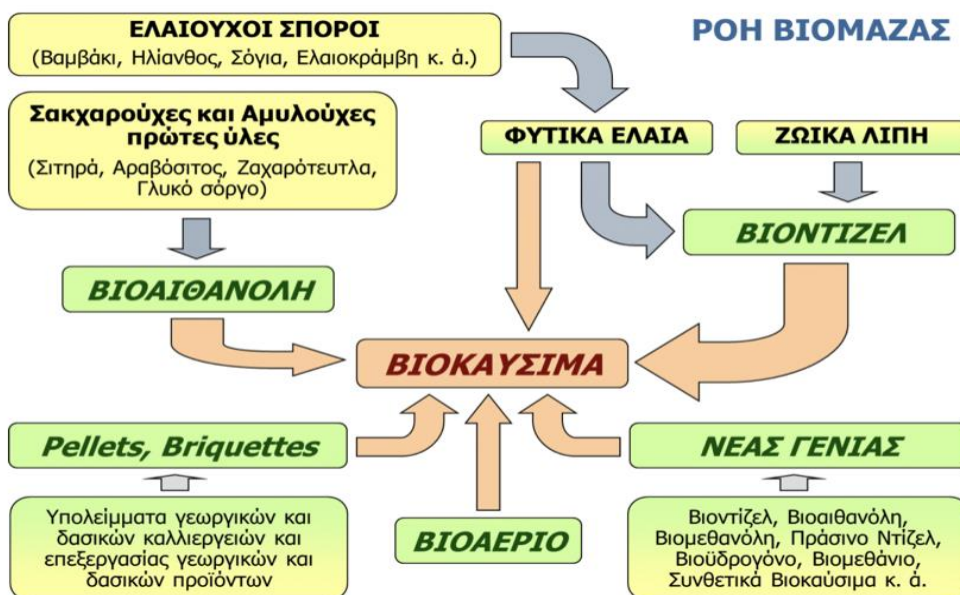 ΕΛΑΙΟΥΧΟΙ ΣΠΟΡΟΙ
(Βαμβάκι, Ηλίανθος, Σόγια, Ελαιοκράμβη κ. ά.)
ΡΟΗ ΒΙΟΜΑΖΑΣ
Σακχαρούχες και Αμυλούχες
πρώτες ύλες
(Σιτηρά, Αραβόσιτος, Ζαχαρότευτλα,
Γλυκό σόργο)
ΦΥΤΙΚΑ ΕΛΑΙΑ
ΖΩΙΚΑ ΛΙΠΗ
ΒΙΟΝΤΙΖΕΛ
ΒΙΟΑΙΘΑΝΟΛΗ
ΒΙΟΚΑΥΣΙΜΑ
Pellets, Briquettes
ΝΕΑΣ ΓΕΝΙΑΣ
Υπολείμματα γεωργικών και
δασικών καλλιεργειών και
επεξεργασίας γεωργικών και
δασικών προϊόντων
ΒΙΟΑΕΡΙΟ
Βιοντίζελ, Βιοαιθανόλη,
Βιομεθανόλη, Πράσινο Ντίζελ,
Βιοϋδρογόνο, Βιομεθάνιο,
Συνθετικά Βιοκαύσιμα κ. ά.